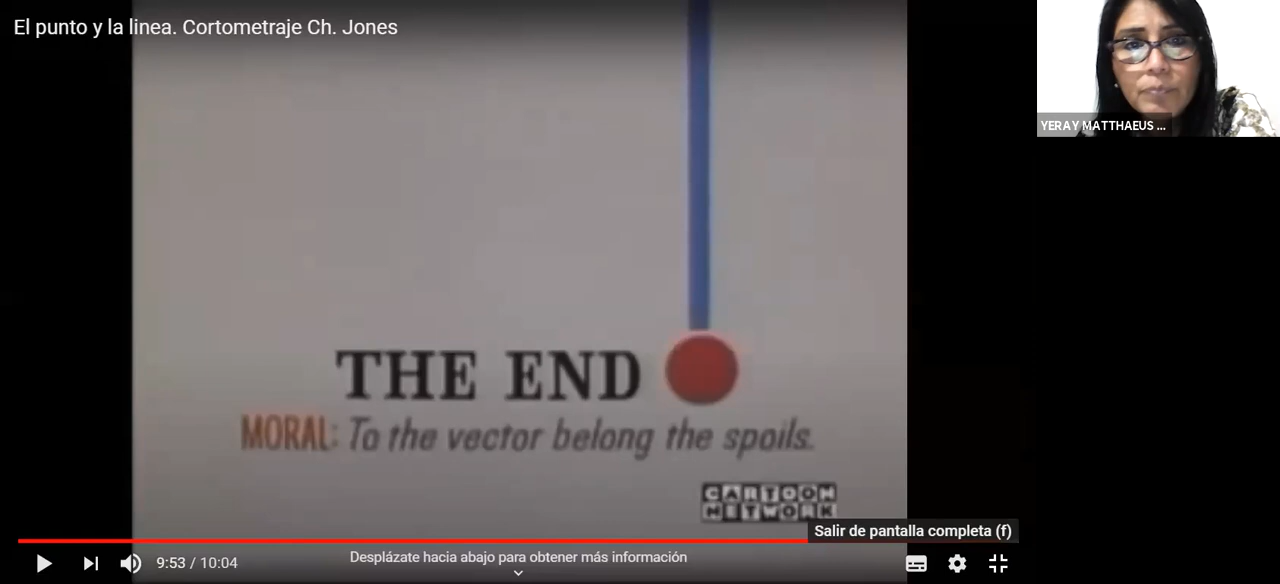 El punto y la linea. Cortometraje Ch. Jones
YERAY MATTHAEUS ...
THE END
MORAL: To the vector belong the spoils.
CARTOON
NETWORK
Salir de pantalla completa (f)
9:53 / 10:04
Desplázate hacia abajo para obtener más información